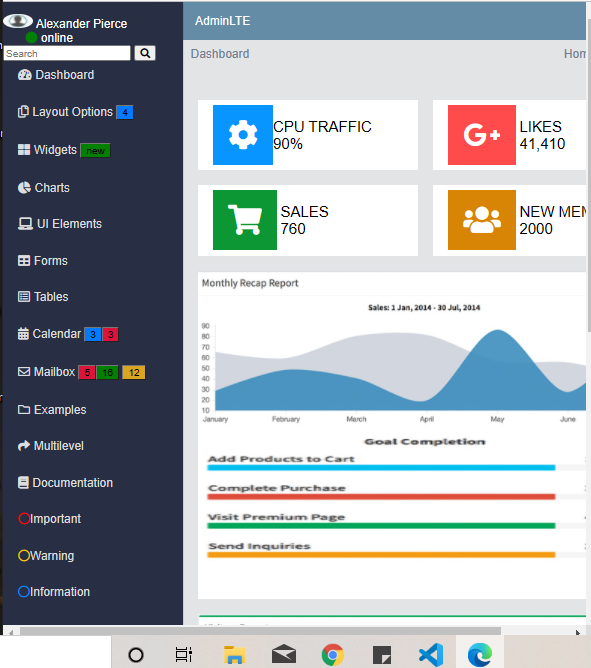 Alexander Pierce
online
Search
Dashboard
Layout Options 4
Widgets new
Charts
UI Elements
Forms
Tables
Calendar 3 3
Mailbox 5 16 12
Examples
Multilevel
Documentation
Important
Warning
Information
AdminLTE
Dashboard
CPU TRAFFIC
90%
G+ LIKES
41,410
SALES
760
NEW MEM
2000
Monthly Recap Report
Sales: 1 Jan, 2014 - 30 Jul, 2014
90
80
70
60
50
40
30
20
10
January February March April May June
Goal Completion
Add Products to Cart
Complete Purchase
Visit Premium Page
Send Inquiries